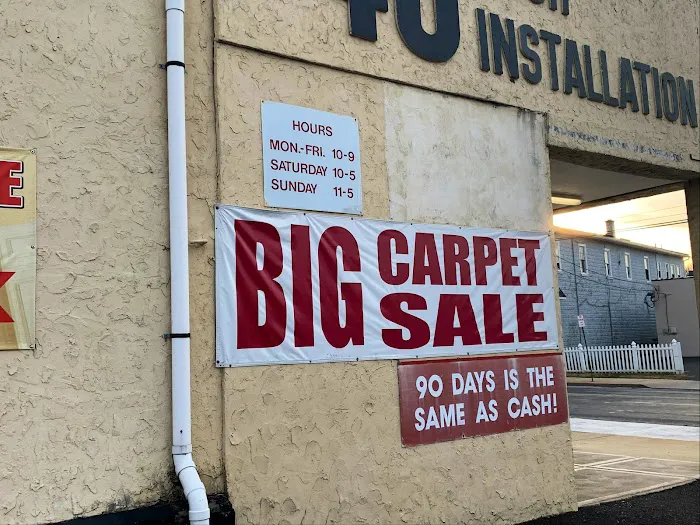 INSTALLATION
HOURS
MON.-FRI. 10-9
SATURDAY 10-5
SUNDAY 11-5
BIG CARPET
SALE
90 DAYS IS THE
SAME AS CASH!